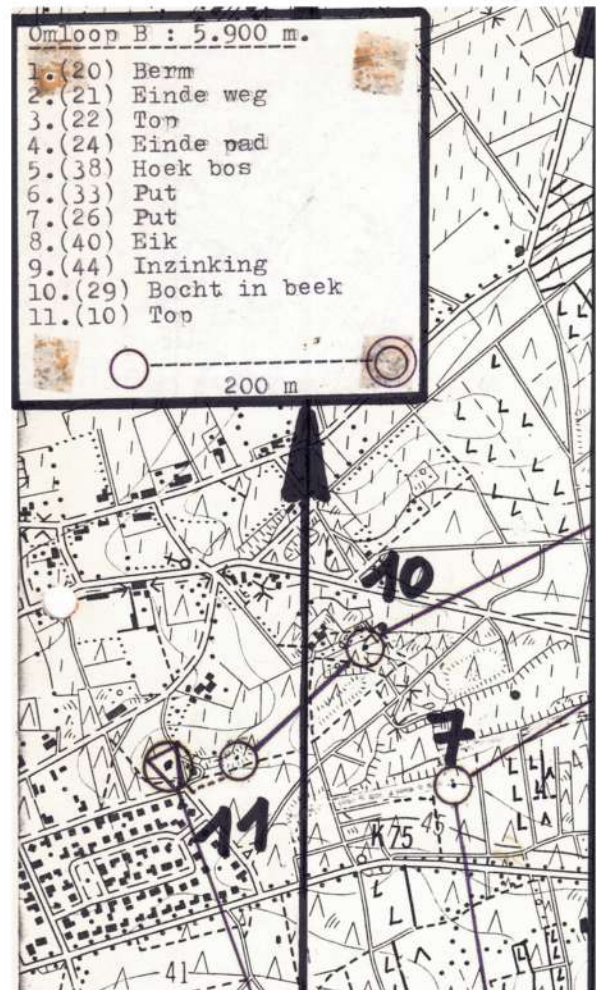 Omloop B : 5.900 m.
1.(20) Berm
2.(21) Einde weg
3.(22) Top
4.(24) Einde pad
5.(38) Hoek bos
6.(33) Put
7.(26) Put
8.(40) Eik
9.(44) Inzinking
10.(29) Bocht in beek
11.(10) Top
200 m
10
7
11
K75
45
41